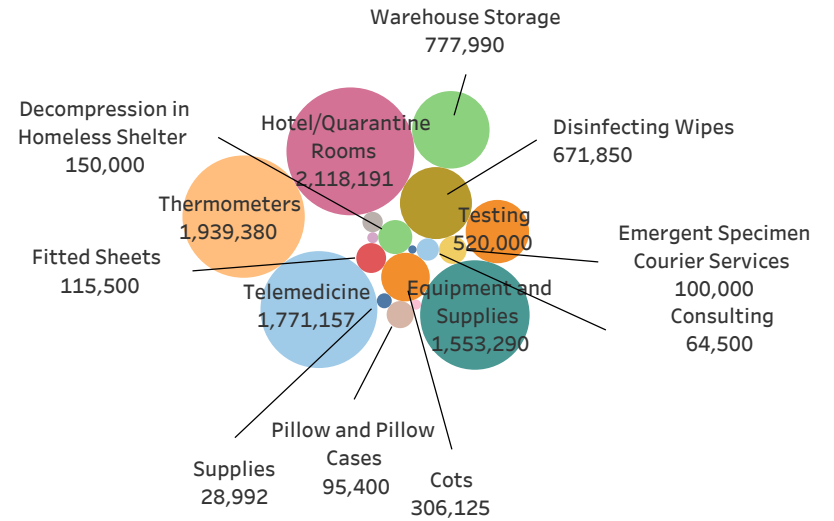 Warehouse Storage
777,990
Decompression in
Homeless Shelter
150,000
Hotel/Quarantine
Rooms
2,118,191
Disinfecting Wipes
671,850
Thermometers
1,939,380
Testing
520,000
Emergent Specimen
Courier Services
100,000
Fitted Sheets
115,500
Telemedicine
1,771,157
Equipment and
Supplies
1,553,290
Consulting
64,500
Pillow and Pillow
Cases
95,400
Supplies
28,992
Cots
306,125